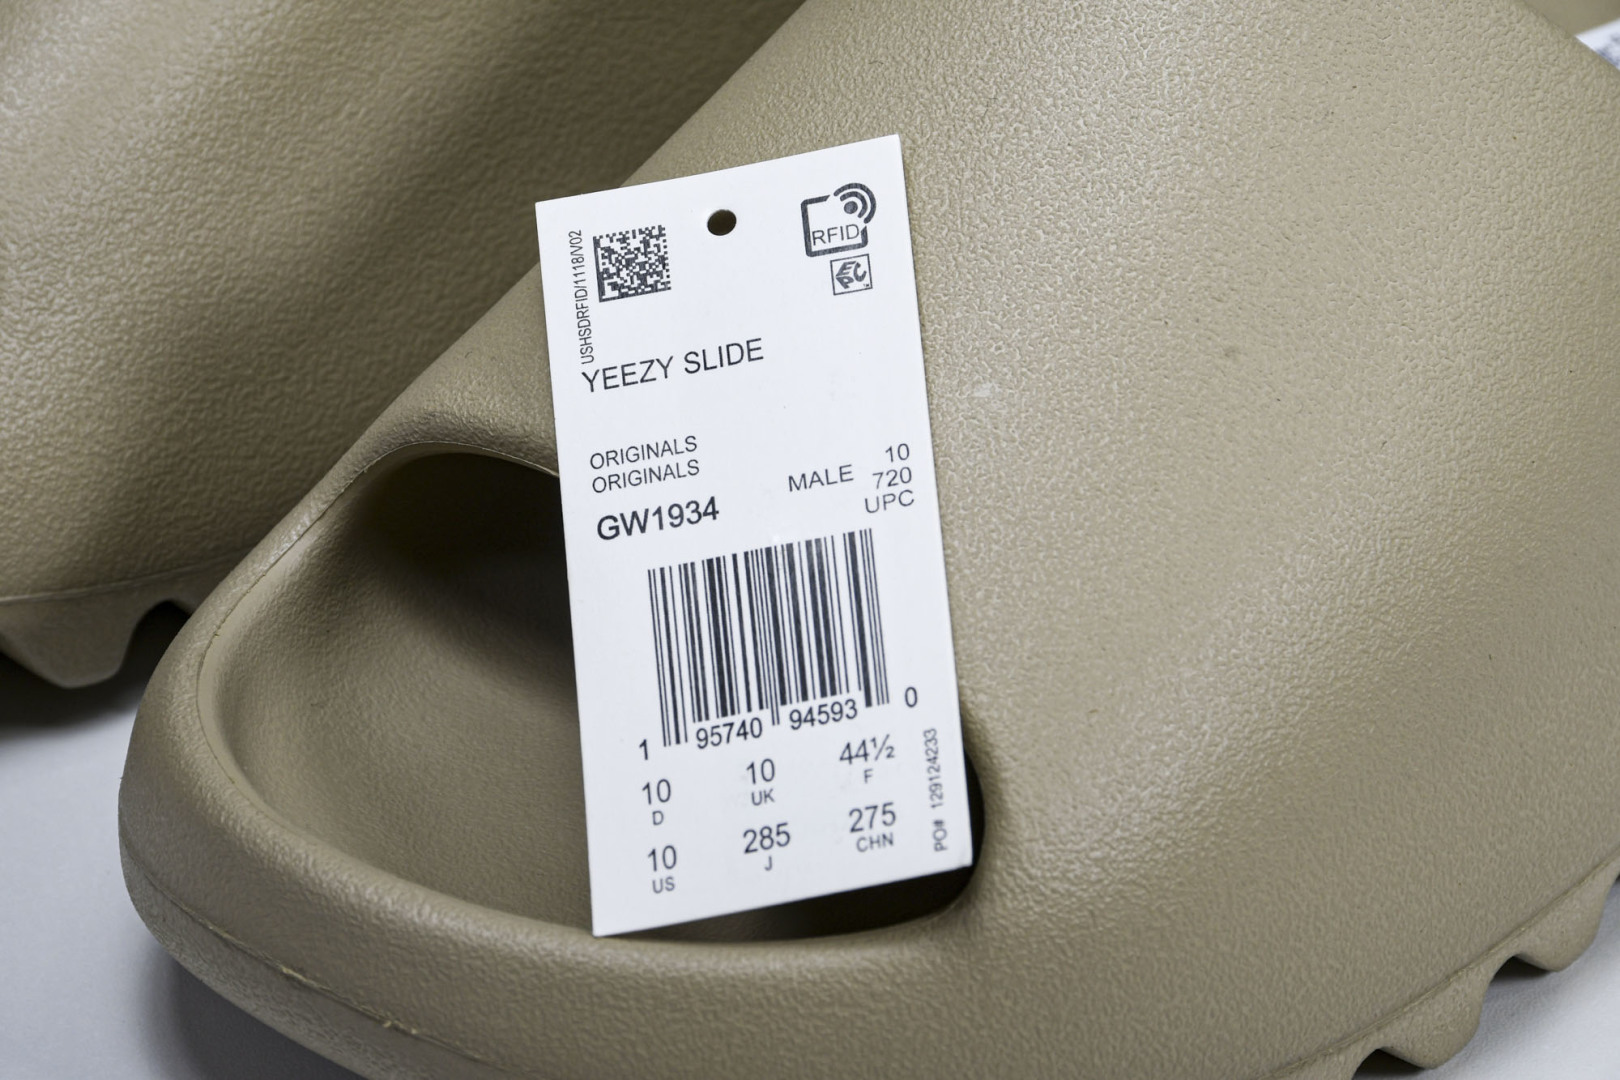 USHSDRFID/1118/V02
RFID
EPC
YEEZY SLIDE
ORIGINALS
ORIGINALS
GW1934
MALE 10
720
UPC
1 95740 94593 0
10 10 44½
D UK F
10 285 275
US J CHN
PO# 129124233